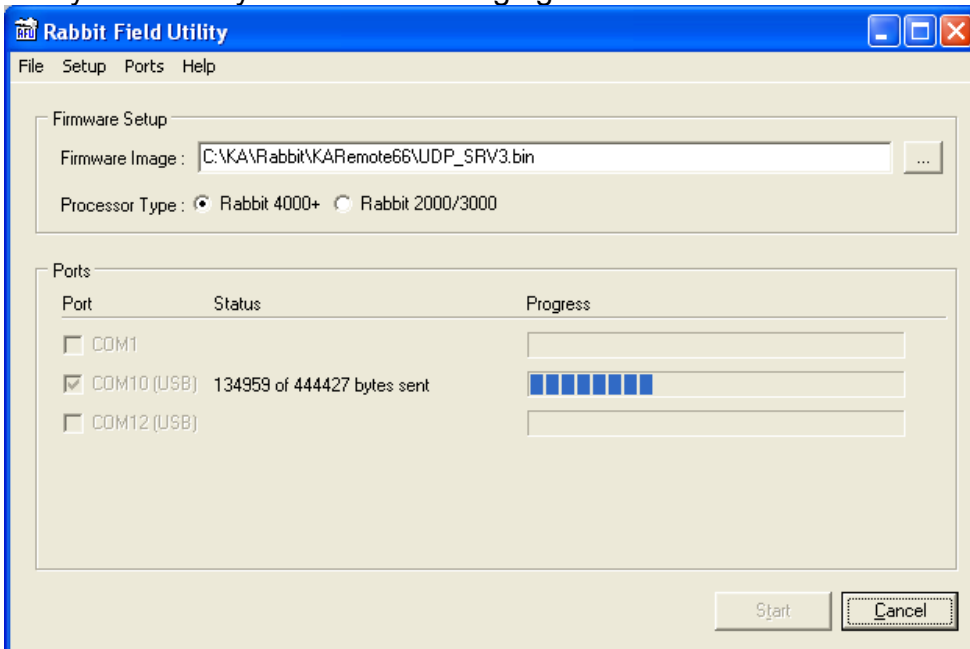 Rabbit Field Utility
File Setup Ports Help
Firmware Setup
Firmware Image : C:\KA\Rabbit\KARemote66\UDP_SRV3.bin ...
Processor Type : Rabbit 4000+ Rabbit 2000/3000
Ports
Port Status Progress
COM1
COM10 (USB) 134959 of 444427 bytes sent
COM12 (USB)
Start Cancel